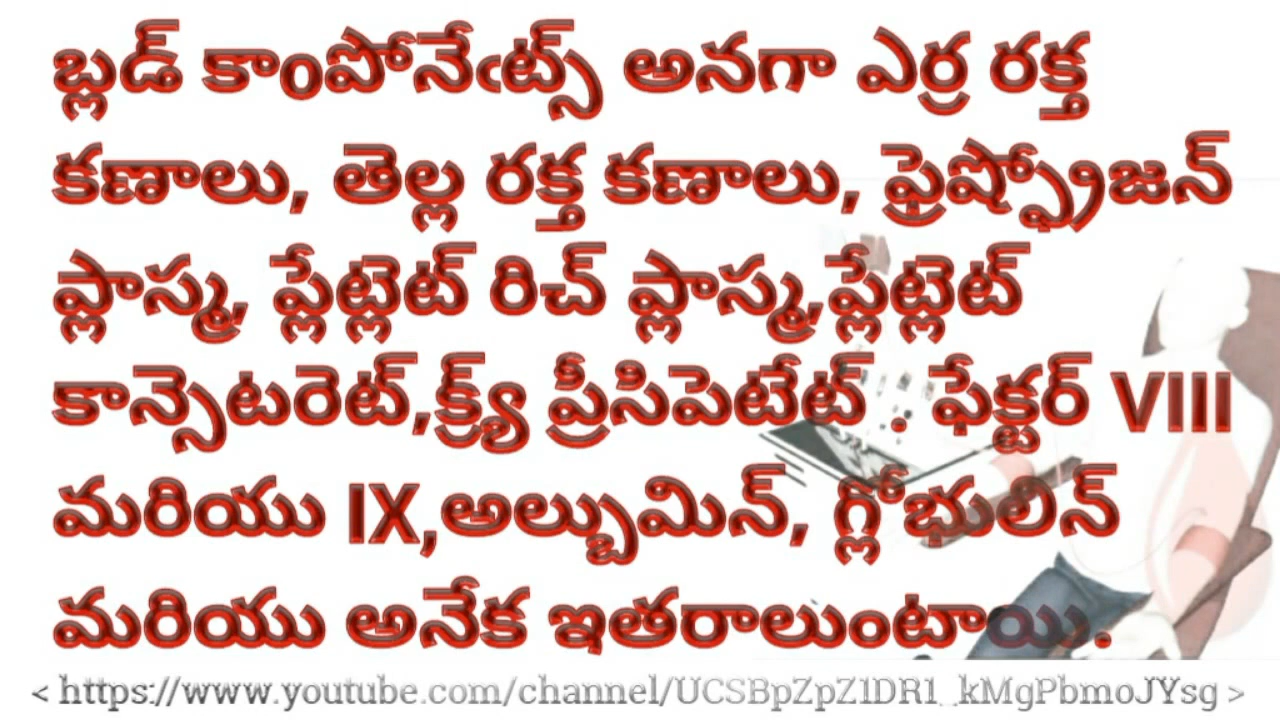 బ్లడ్ కాంపోనేఁట్స్ అనగా ఎర్ర రక్త
కణాలు, తెల్ల రక్త కణాలు, ఫ్రెష్ఫ్రోజన్
ప్లాస్మ, ప్లేట్లెట్ రిచ్ ప్లాస్మ,ప్లేట్లెట్
కాన్సెటరెట్,క్ర్య్ ప్రీసిపెటేట్ . ఫేక్టర్ VIII
మరియు IX,అల్బుమిన్, గ్లోభులిన్
మరియు అనేక ఇతరాలుంటాయి.
< https://www.youtube.com/channel/UCSBpZpZ1DR1_kMgPbmoJYsg >